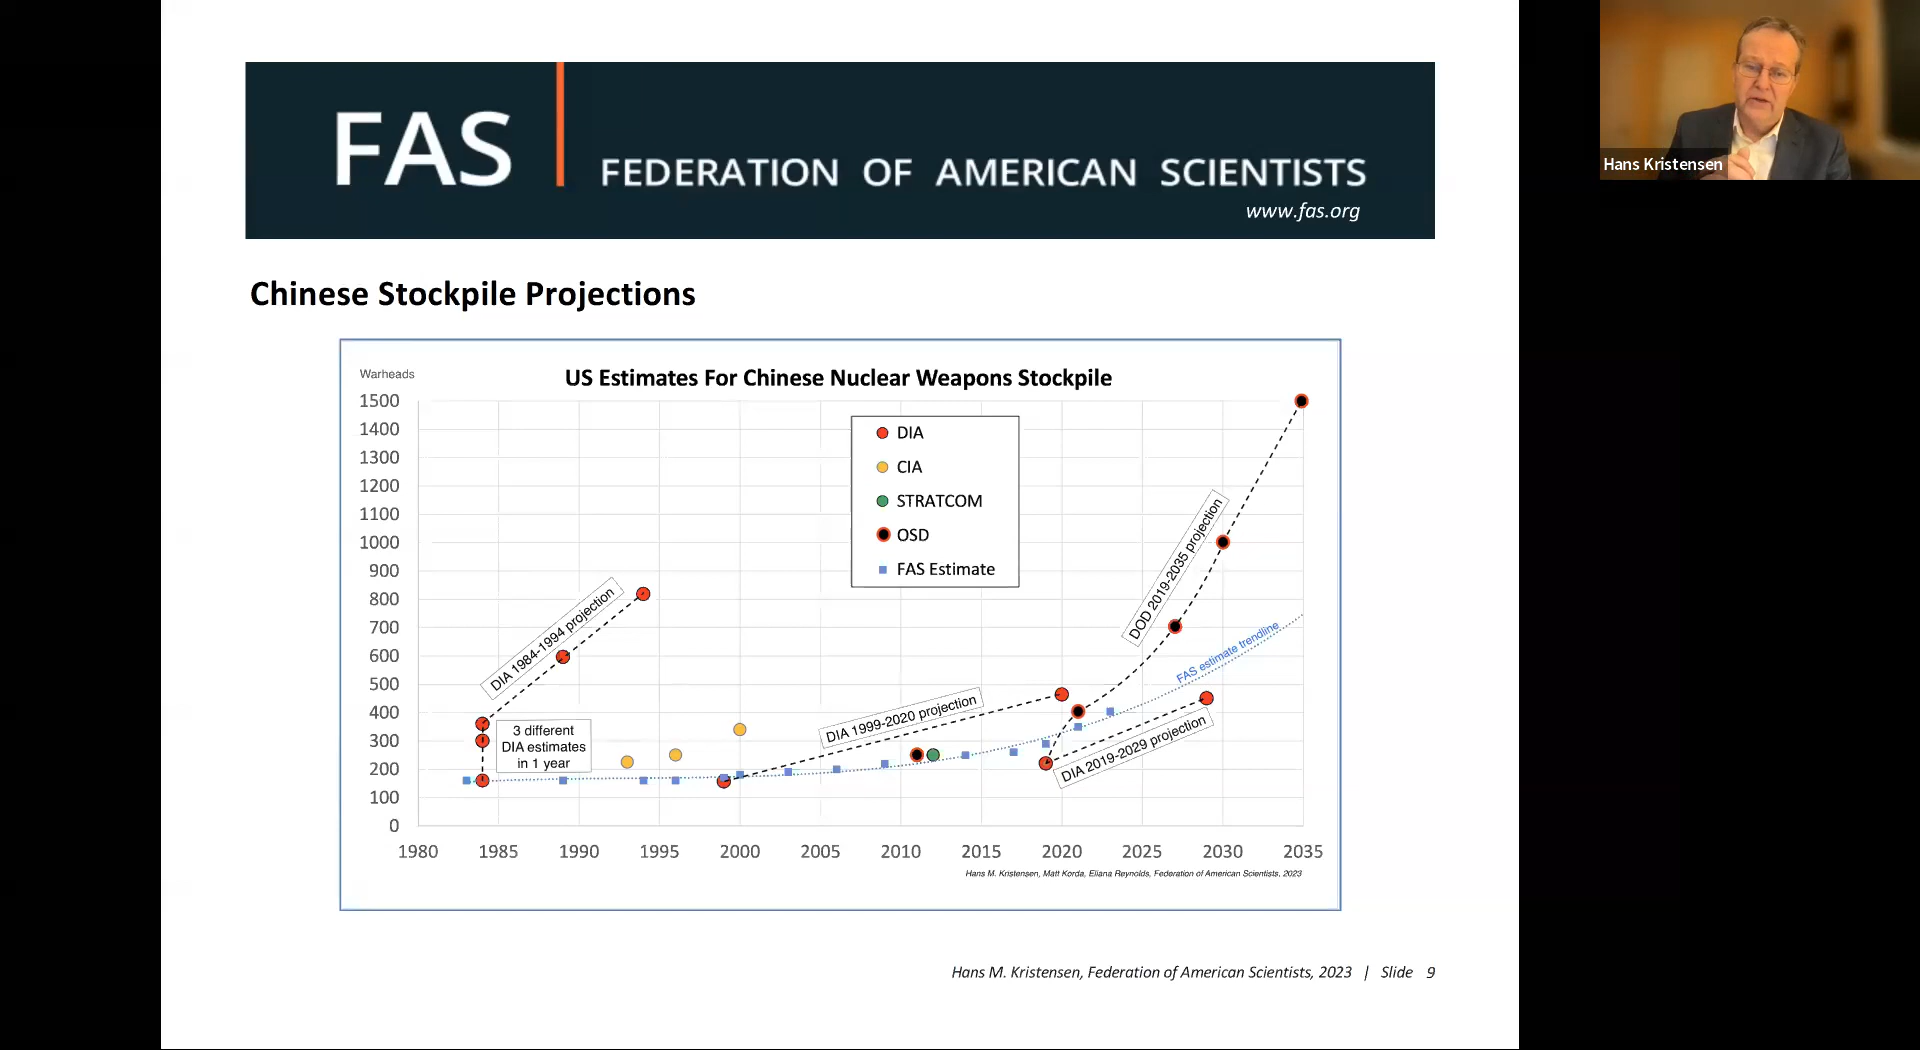 FAS
FEDERATION OF AMERICAN SCIENTISTS
www.fas.org
Hans Kristensen
Chinese Stockpile Projections
Warheads
US Estimates For Chinese Nuclear Weapons Stockpile
1500
1400
1300
1200
1100
1000
900
800
700
600
500
400
300
200
100
0
DIA
CIA
STRATCOM
OSD
FAS Estimate
DIA 1984-1994 projection
3 different
DIA estimates
in 1 year
DIA 1999-2020 projection
DOD 2019-2035 projection
FAS estimate trendline
DIA 2019-2029 projection
1980
1985
1990
1995
2000
2005
2010
2015
2020
2025
2030
2035
Hans M. Kristensen, Matt Korda, Eliana Reynolds, Federation of American Scientists, 2023
Hans M. Kristensen, Federation of American Scientists, 2023 | Slide 9